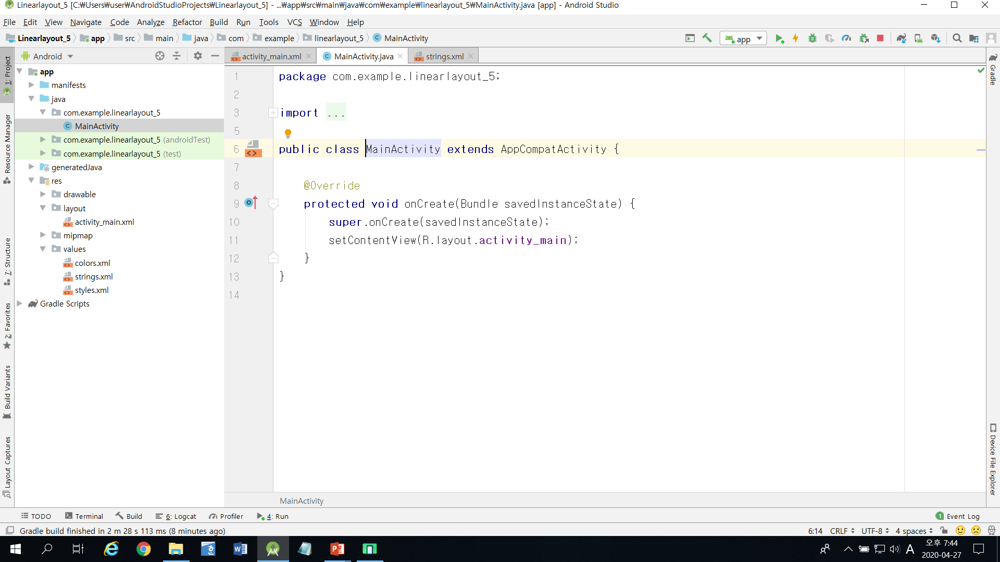 Linearlayout_5 [C:₩Users₩user₩AndroidStudioProjects₩Linearlayout_5] - ...₩app₩src₩main₩java₩com₩example₩linearlayout_5₩MainActivity.java [app] - Android Studio
File Edit View Navigate Code Analyze Refactor Build Run Tools VCS Window Help
Linearlayout_5 app src main java com example linearlayout_5 MainActivity app
Android
activity_main.xml MainActivity.java strings.xml
1: Project
Resource Manager
7: Structure
2: Favorites
Build Variants
Layout Captures
app
manifests
java
com.example.linearlayout_5
MainActivity
com.example.linearlayout_5 (androidTest)
com.example.linearlayout_5 (test)
generatedJava
res
drawable
layout
activity_main.xml
mipmap
values
colors.xml
strings.xml
styles.xml
Gradle Scripts
1 package com.example.linearlayout_5;
2
3 import ...
5
6 public class MainActivity extends AppCompatActivity {
7
8 @Override
9 protected void onCreate(Bundle savedInstanceState) {
10 super.onCreate(savedInstanceState);
11 setContentView(R.layout.activity_main);
12 }
13 }
14
MainActivity
Gradle
Device File Explorer
TODO Terminal Build 6: Logcat Profiler 4: Run 1 Event Log
Gradle build finished in 2 m 28 s 113 ms (8 minutes ago) 6:14 CRLF UTF-8 4 spaces
A 오후 7:44
2020-04-27